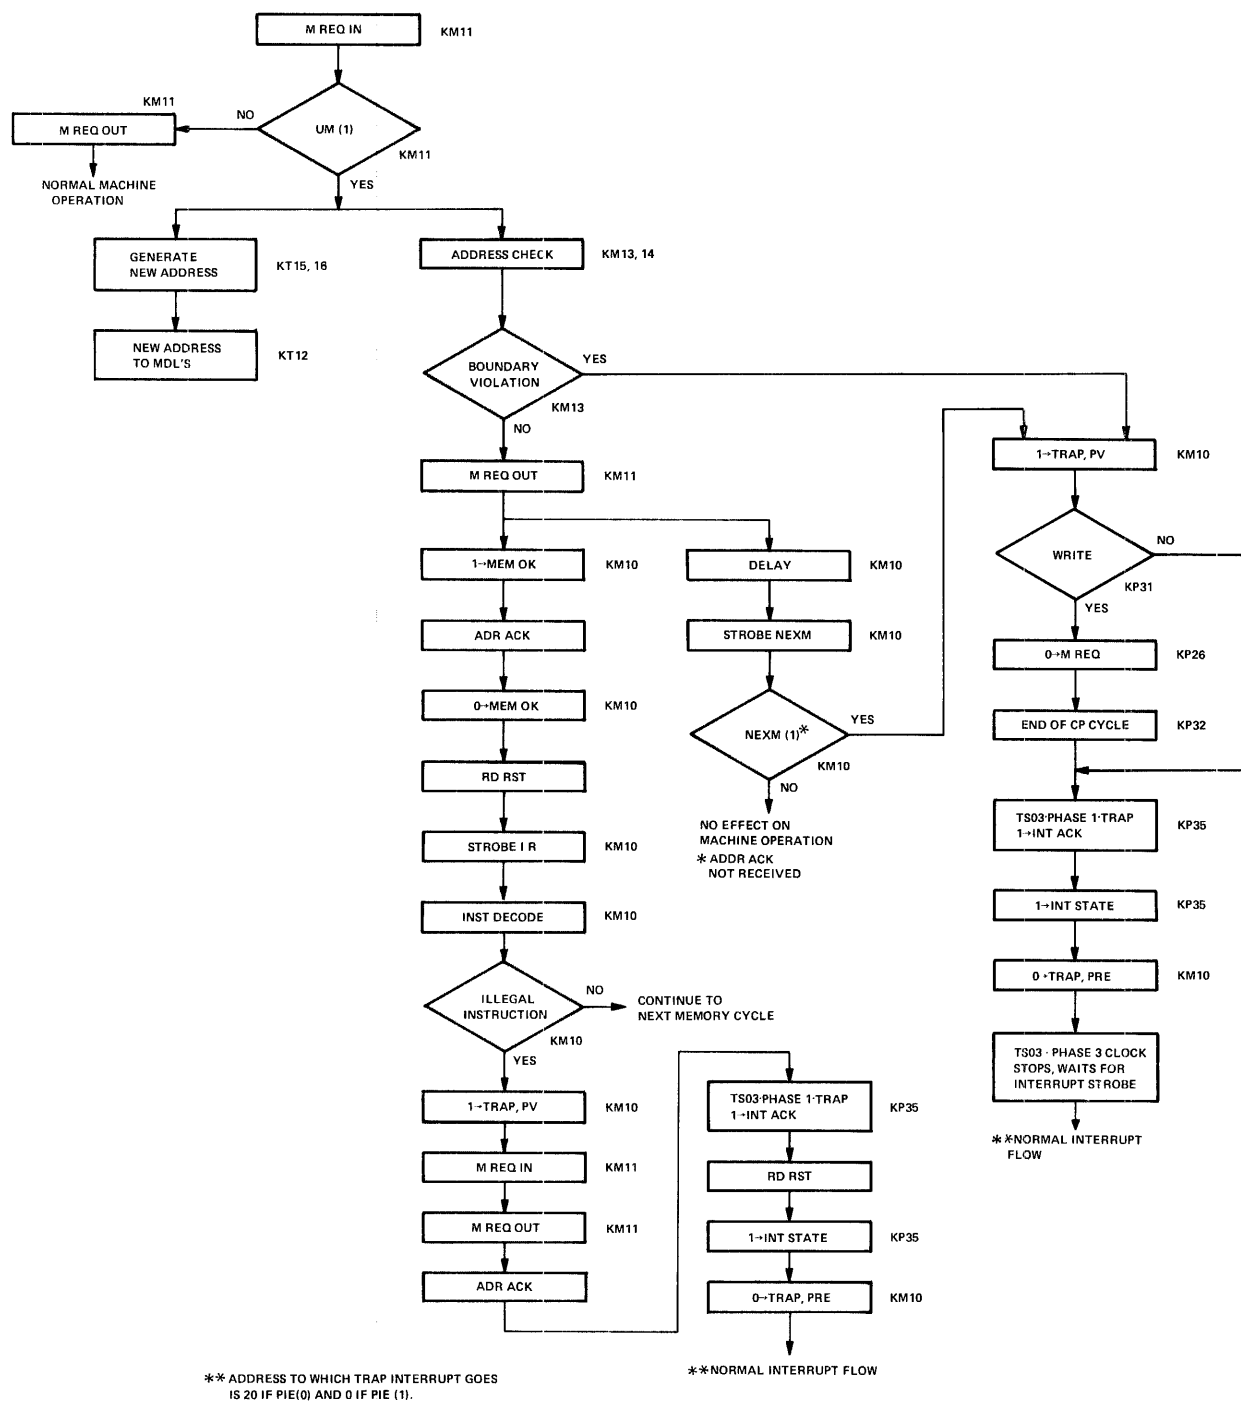 M REQ IN
KM11
KM11
NO
M REQ OUT
UM (1)
KM11
YES
NORMAL MACHINE
OPERATION
GENERATE
NEW ADDRESS
KT15, 16
ADDRESS CHECK
KM13, 14
NEW ADDRESS
TO MDL'S
KT12
BOUNDARY
VIOLATION
YES
KM13
NO
M REQ OUT
KM11
1→TRAP, PV
KM10
WRITE
NO
KP31
YES
1→MEM OK
KM10
DELAY
KM10
ADR ACK
STROBE NEXM
KM10
0→M REQ
KP26
0→MEM OK
KM10
NEXM (1)*
YES
KM10
NO
END OF CP CYCLE
KP32
RD RST
NO EFFECT ON
MACHINE OPERATION
* ADDR ACK
NOT RECEIVED
TS03·PHASE 1·TRAP
1→INT ACK
KP35
STROBE I R
KM10
INST DECODE
KM10
1→INT STATE
KP35
ILLEGAL
INSTRUCTION
NO
CONTINUE TO
NEXT MEMORY CYCLE
KM10
YES
0→TRAP, PRE
KM10
TS03 · PHASE 3 CLOCK
STOPS, WAITS FOR
INTERRUPT STROBE
1→TRAP, PV
KM10
TS03·PHASE 1·TRAP
1→INT ACK
KP35
**NORMAL INTERRUPT
FLOW
M REQ IN
KM11
RD RST
M REQ OUT
KM11
1→INT STATE
KP35
ADR ACK
0→TRAP, PRE
KM10
**NORMAL INTERRUPT FLOW
** ADDRESS TO WHICH TRAP INTERRUPT GOES
IS 20 IF PIE(0) AND 0 IF PIE (1).